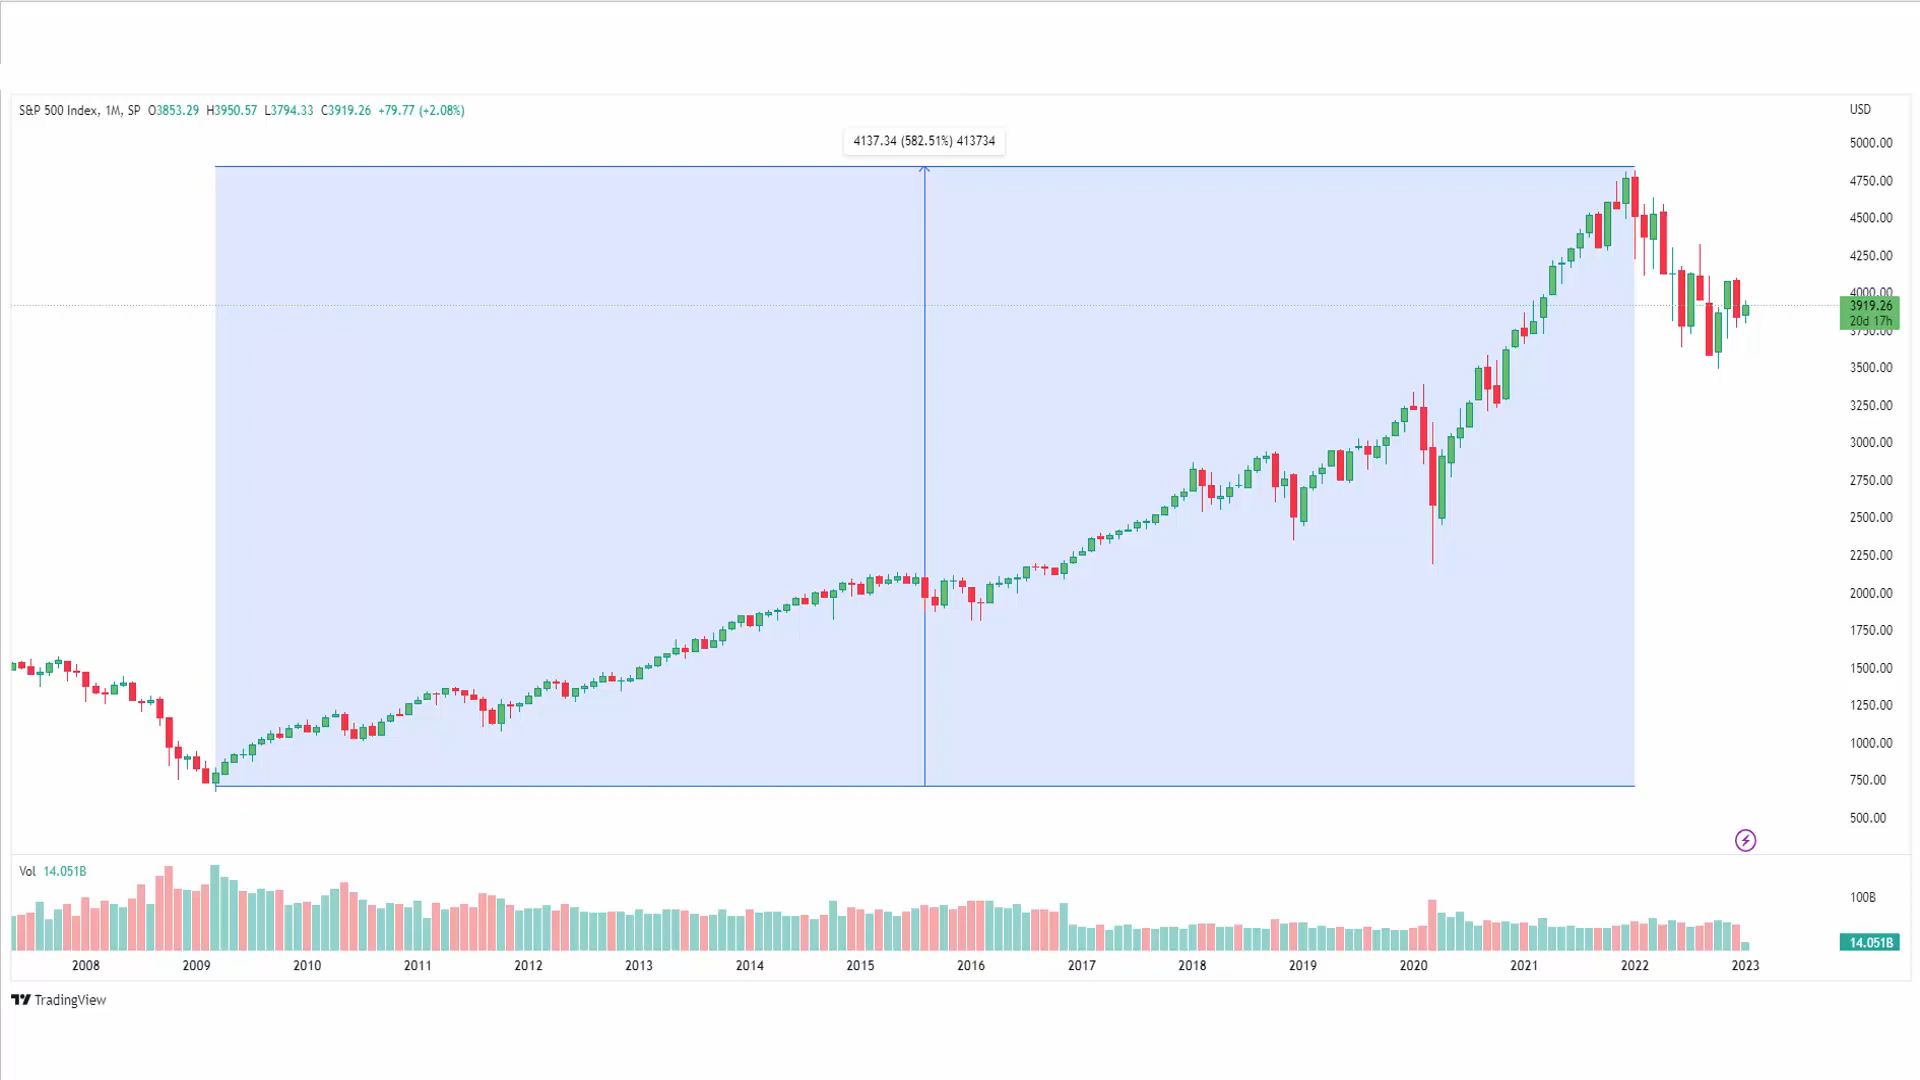 S&P 500 Index, 1M, SP O3853.29 H3950.57 L3794.33 C3919.26 +79.77 (+2.08%)
USD
4137.34 (582.51%) 413734
5000.00
4750.00
4500.00
4250.00
4000.00
3919.26
20d 17h
3750.00
3500.00
3250.00
3000.00
2750.00
2500.00
2250.00
2000.00
1750.00
1500.00
1250.00
1000.00
750.00
500.00
Vol 14.051B
100B
14.051B
2008 2009 2010 2011 2012 2013 2014 2015 2016 2017 2018 2019 2020 2021 2022 2023
TradingView